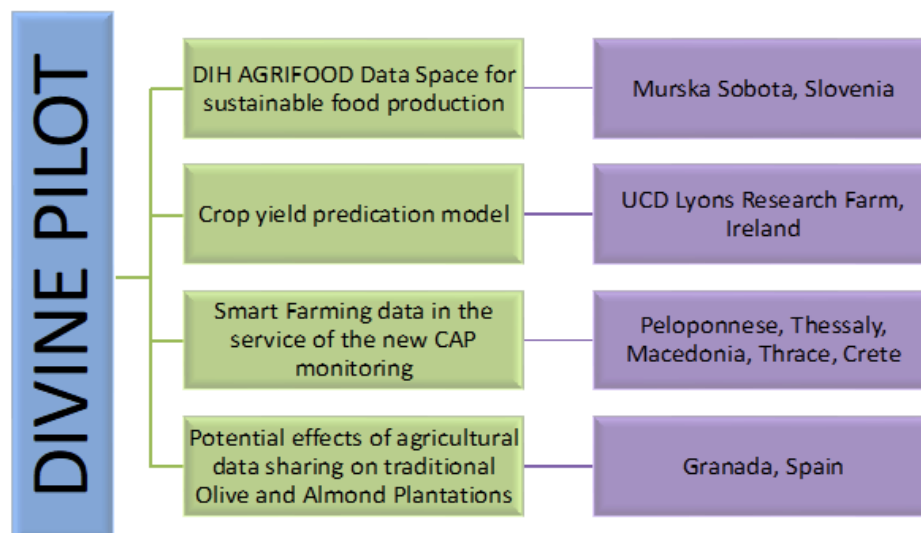 DIVINE PILOT
DIH AGRIFOOD Data Space for
sustainable food production
Murska Sobota, Slovenia
Crop yield predication model
UCD Lyons Research Farm,
Ireland
Smart Farming data in the
service of the new CAP
monitoring
Peloponnese, Thessaly,
Macedonia, Thrace, Crete
Potential effects of agricultural
data sharing on traditional
Olive and Almond Plantations
Granada, Spain